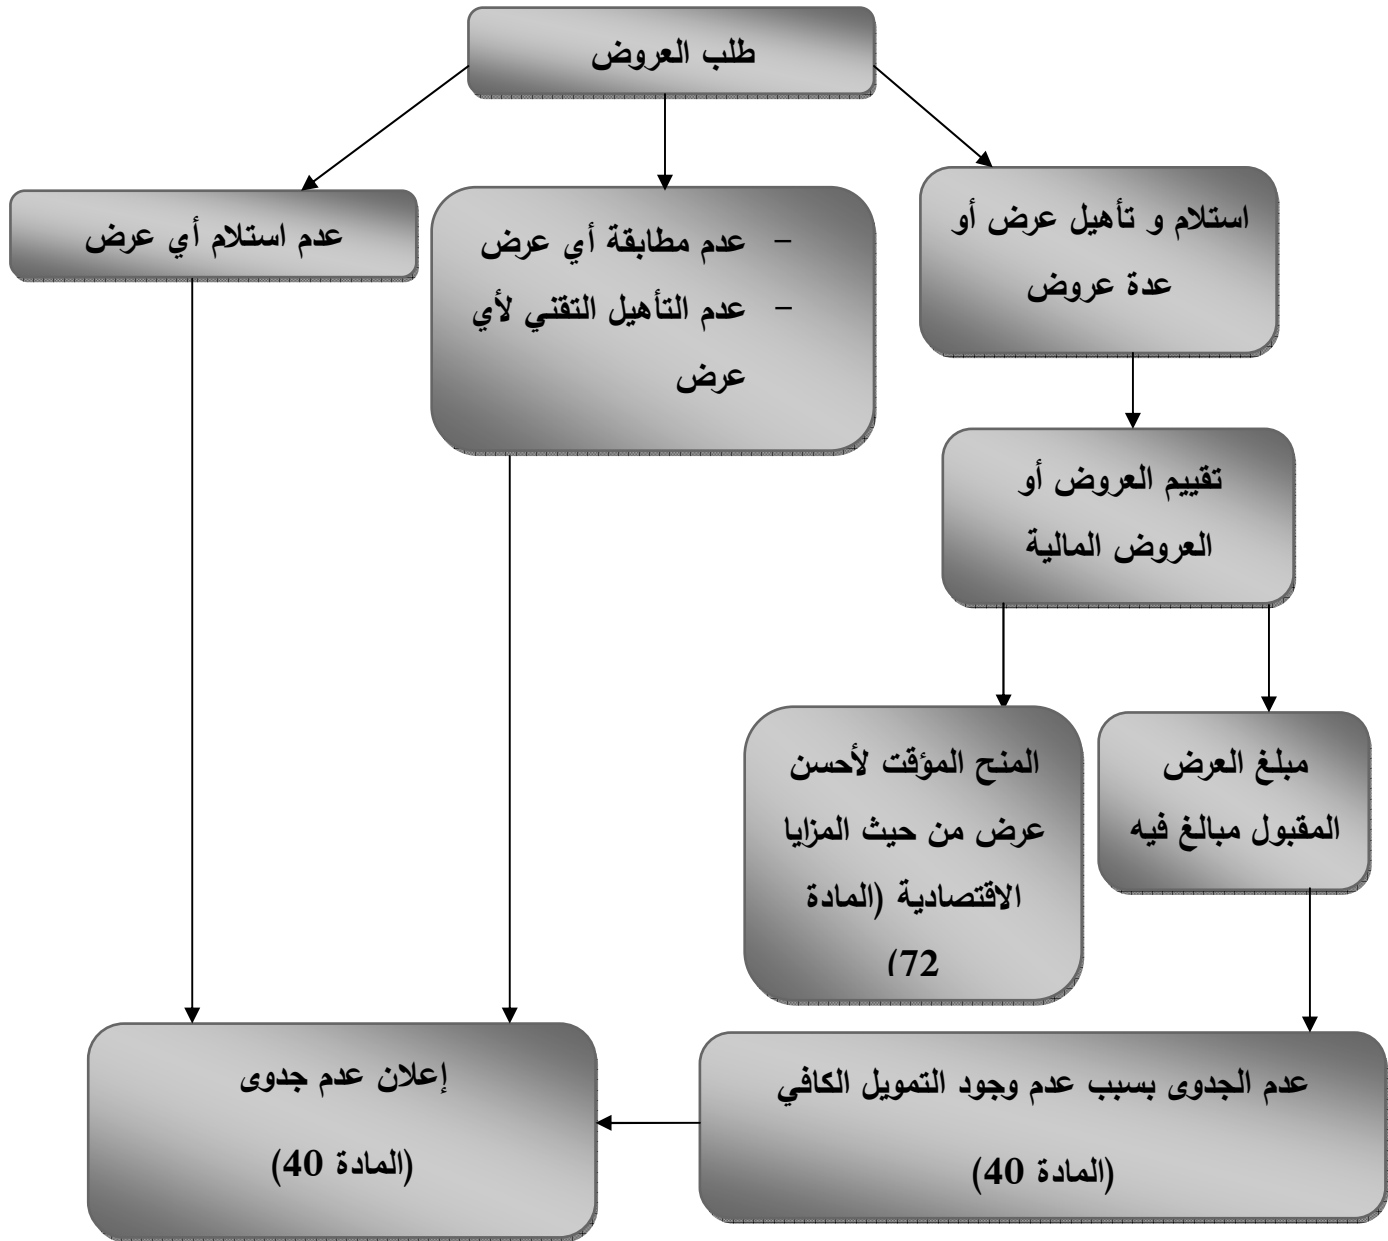 طلب العروض
استلام و تأهيل عرض أو
عدة عروض
- عدم مطابقة أي عرض
- عدم التأهيل التقني لأي
عرض
عدم استلام أي عرض
تقييم العروض أو
العروض المالية
مبلغ العرض
المقبول مبالغ فيه
المنح المؤقت لأحسن
عرض من حيث المزايا
الاقتصادية (المادة
72)
عدم الجدوى بسبب عدم وجود التمويل الكافي
(المادة 40)
إعلان عدم جدوى
(المادة 40)